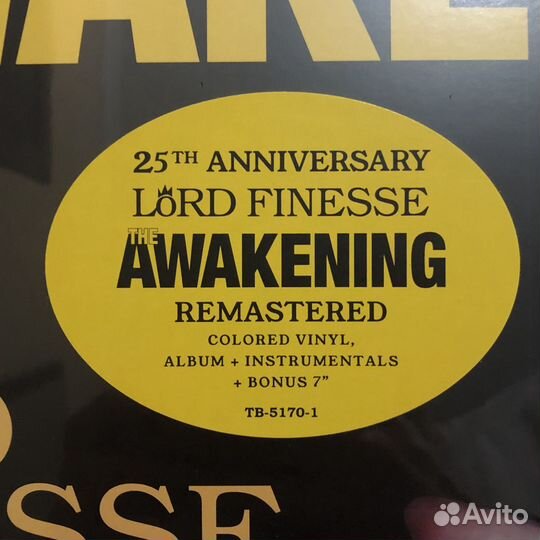 AKE
25TH ANNIVERSARY
LORD FINESSE
THE
AWAKENING
REMASTERED
COLORED VINYL,
ALBUM + INSTRUMENTALS
+ BONUS 7”
TB-5170-1
SSE
Avito